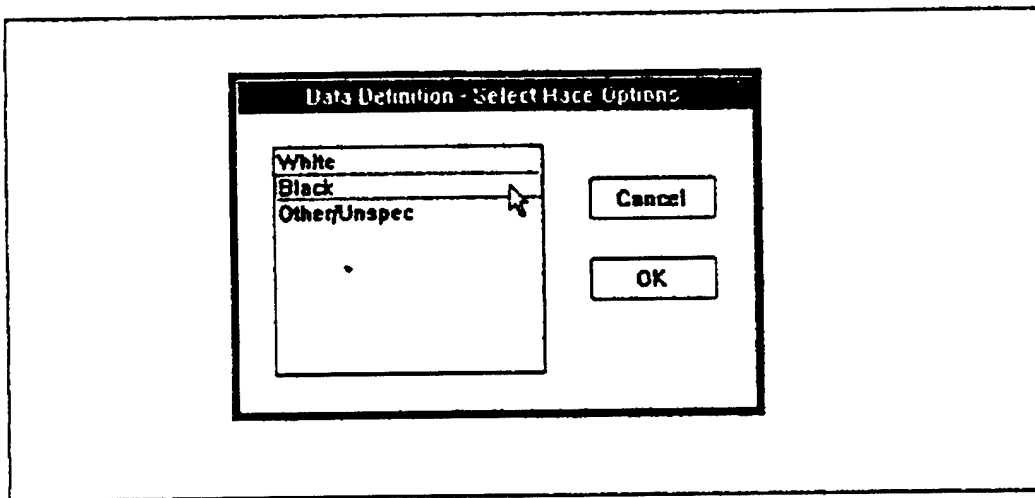 Data Definition - Select Race Options
White
Black
Other/Unspec
Cancel
OK